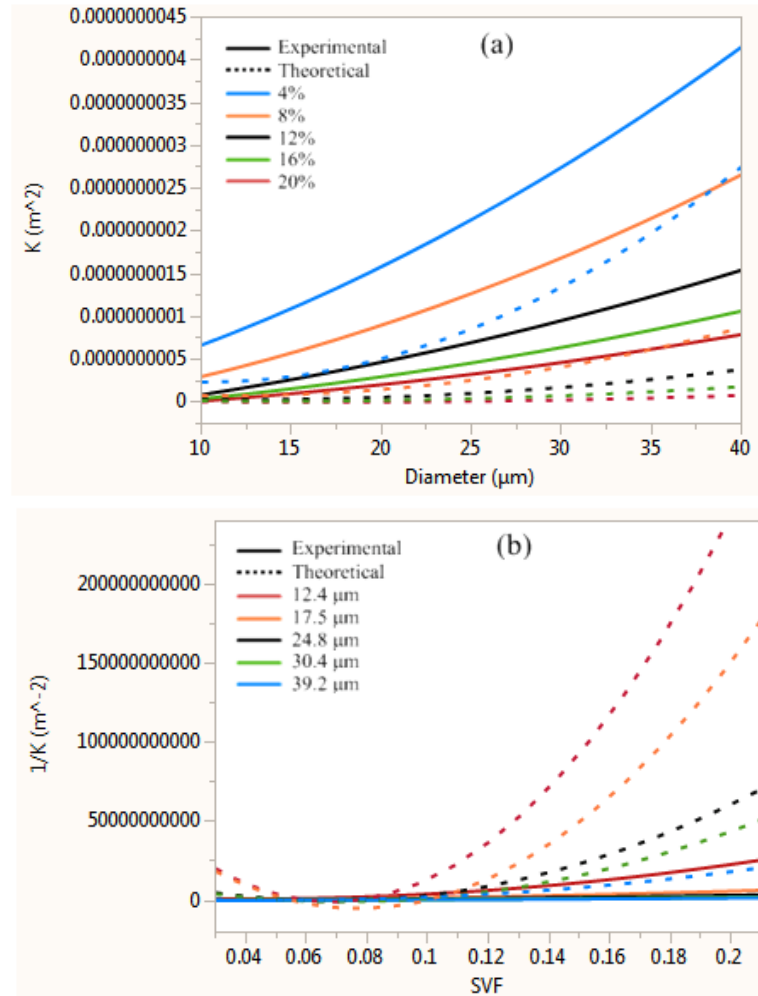 0.0000000045
(a)
Experimental
0.000000004
Theoretical
4%
0.0000000035
8%
12%
0.000000003
16%
20%
0.0000000025
K (m^2)
0.000000002
0.0000000015
0.000000001
0.0000000005
0
10 15 20 25 30 35 40
Diameter (µm)
(b)
Experimental
Theoretical
200000000000
12.4 µm
17.5 µm
24.8 µm
150000000000
30.4 µm
39.2 µm
1/K (m^-2)
100000000000
50000000000
0
0.04 0.06 0.08 0.1 0.12 0.14 0.16 0.18 0.2
SVF